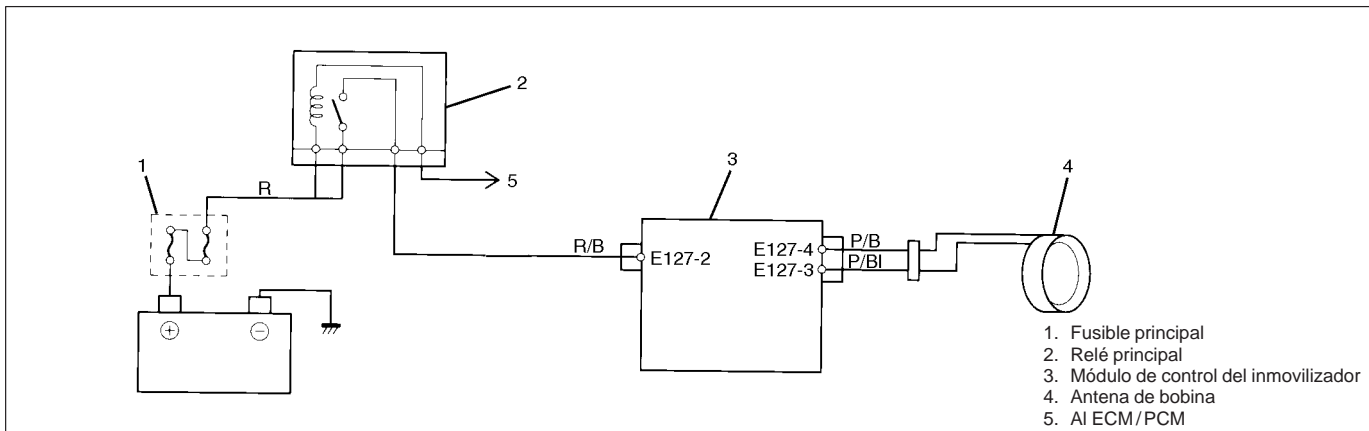 2
1
R
5
3
4
R/B
E127-2
E127-4
P/B
E127-3
P/Bl
⊕
⊖
1. Fusible principal
2. Relé principal
3. Módulo de control del inmovilizador
4. Antena de bobina
5. Al ECM/PCM